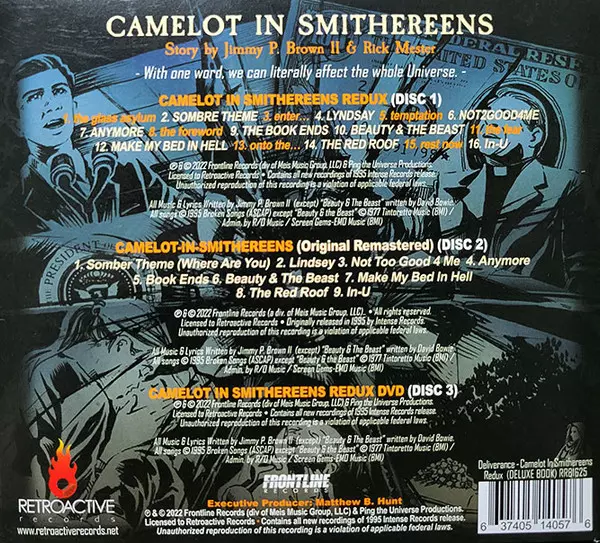 CAMELOT IN SMITHEREENS
Story by Jimmy P. Brown II & Rick Mester
- With one word, we can literally affect the whole Universe. -
FEDERAL RESE
UNITED STATES O
CAMELOT IN SMITHEREENS REDUX (DISC 1)
1. the glass asylum 2. SOMBRE THEME 3. enter... 4. LYNDSAY 5. temptation 6. NOT2GOOD4ME
7. ANYMORE 8. the foreword 9. THE BOOK ENDS 10. BEAUTY & THE BEAST 11. the fear
12. MAKE MY BED IN HELL 13. onto the... 14. THE RED ROOF 15. rest now 16. In-U
℗ & © 2022 Frontline Records (div of Meis Music Group, LLC) & Ping the Universe Productions.
Licensed to Retroactive Records • Contains all new recordings of 1995 Intense Records release.
Unauthorized reproduction of this recording is a violation of applicable federal laws.
All Music & Lyrics Written by Jimmy P. Brown II (except) "Beauty & The Beast" written by David Bowie.
All songs © 1995 Broken Songs (ASCAP) except "Beauty & the Beast" © 1977 Tintoretto Music (BMI) /
Admin. by R/D Music / Screen Gems-EMO Music (BMI)
PRESIDENT OF
CAMELOT-IN-SMITHEREENS (Original Remastered) (DISC 2)
1. Somber Theme (Where Are You) 2. Lindsey 3. Not Too Good 4 Me 4. Anymore
5. Book Ends 6. Beauty & The Beast 7. Make My Bed In Hell
8. The Red Roof 9. In-U
℗ & © 2022 Frontline Records (a div of Meis Music Group, LLC). • All rights reserved.
Licensed to Retroactive Records • Originally released in 1995 by Intense Records.
Unauthorized reproduction of this recording is a violation of applicable federal laws.
All Music & Lyrics Written by Jimmy P. Brown II (except) "Beauty & The Beast" written by David Bowie.
All songs © 1995 Broken Songs (ASCAP) except "Beauty & the Beast" © 1977 Tintoretto Music (BMI) /
Admin. by R/D Music / Screen Gems-EMO Music (BMI)
CAMELOT IN SMITHEREENS REDUX DVD (DISC 3)
℗ & © 2022 Frontline Records (div of Meis Music Group, LLC) & Ping the Universe Productions.
Licensed to Retroactive Records • Contains all new recordings of 1995 Intense Records release.
Unauthorized reproduction of this recording is a violation of applicable federal laws.
All Music & Lyrics Written by Jimmy P. Brown II (except) "Beauty & The Beast" written by David Bowie.
All songs © 1995 Broken Songs (ASCAP) except "Beauty & the Beast" © 1977 Tintoretto Music (BMI) /
Admin. by R/D Music / Screen Gems-EMO Music (BMI)
FRONTLINE
RECORDS
Executive Producer: Matthew B. Hunt
℗ & © 2022 Frontline Records (div of Meis Music Group, LLC) & Ping the Universe Productions.
Licensed to Retroactive Records • Contains all new recordings of 1995 Intense Records release.
Unauthorized reproduction of this recording is a violation of applicable federal laws.
RETROACTIVE
records
www.retroactiverecords.net
Deliverance - Camelot In Smithereens
Redux (DELUXE BOOK) RRB1625
6 37405 14057 6